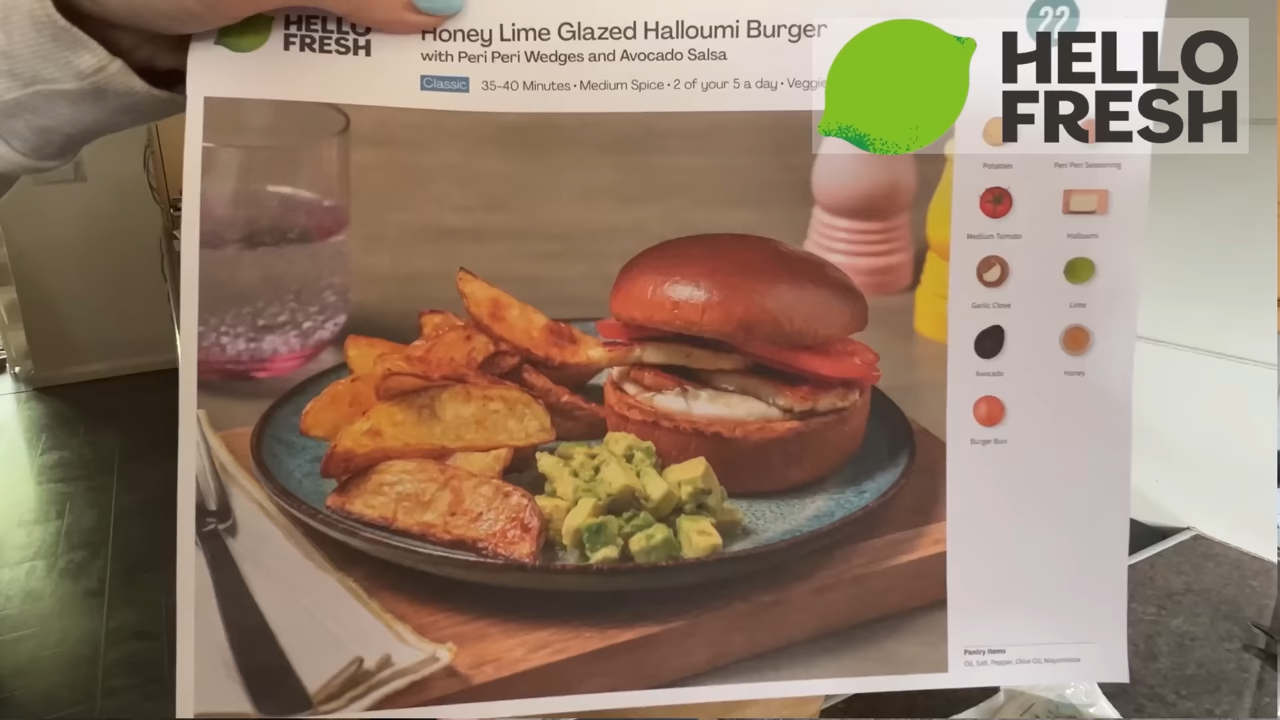 HELLO
FRESH
Honey Lime Glazed Halloumi Burger
with Peri Peri Wedges and Avocado Salsa
Classic 35-40 Minutes • Medium Spice • 2 of your 5 a day • Veggie
22
HELLO
FRESH
Potatoes
Peri Peri Seasoning
Medium Tomato
Halloumi
Garlic Clove
Lime
Avocado
Honey
Burger Bun
Pantry Items
Oil, Salt, Pepper, Olive Oil, Mayonnaise